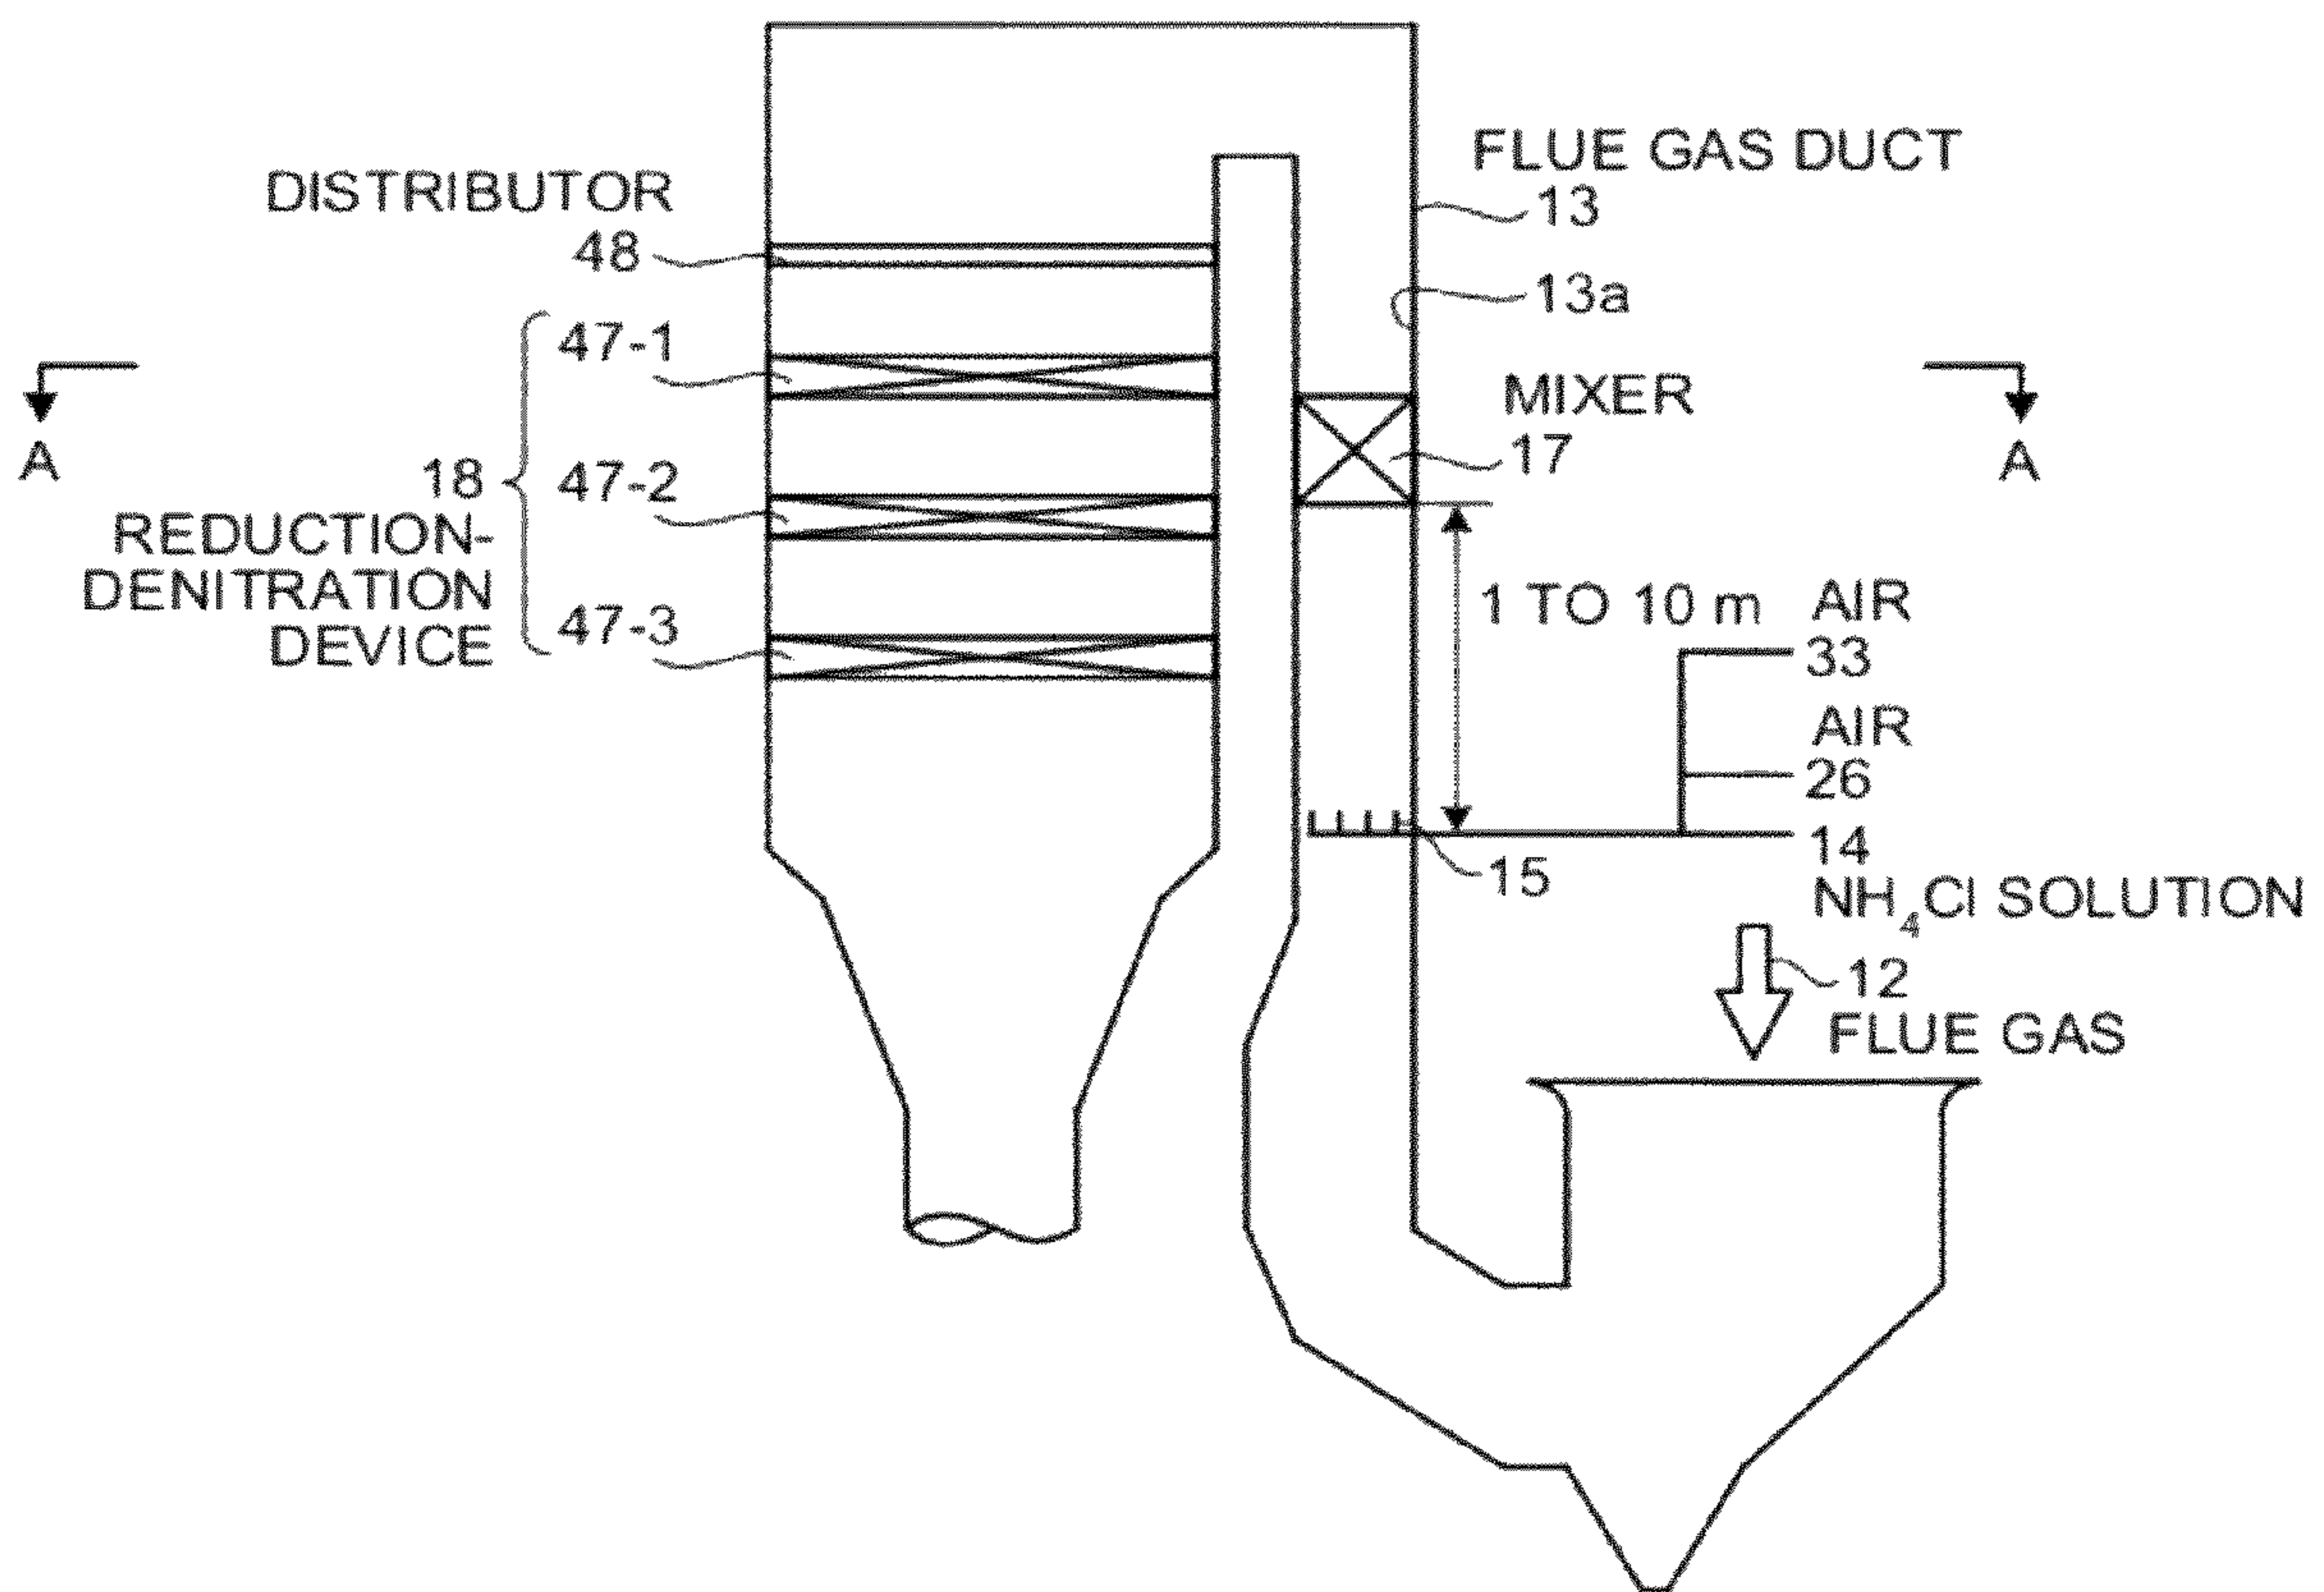 FLUE GAS DUCT
13
DISTRIBUTOR
48
13a
47-1
MIXER
17
A
A
18
REDUCTION-
DENITRATION
DEVICE
47-2
47-3
1 TO 10 m
AIR
33
AIR
26
14
NH₄Cl SOLUTION
15
12
FLUE GAS